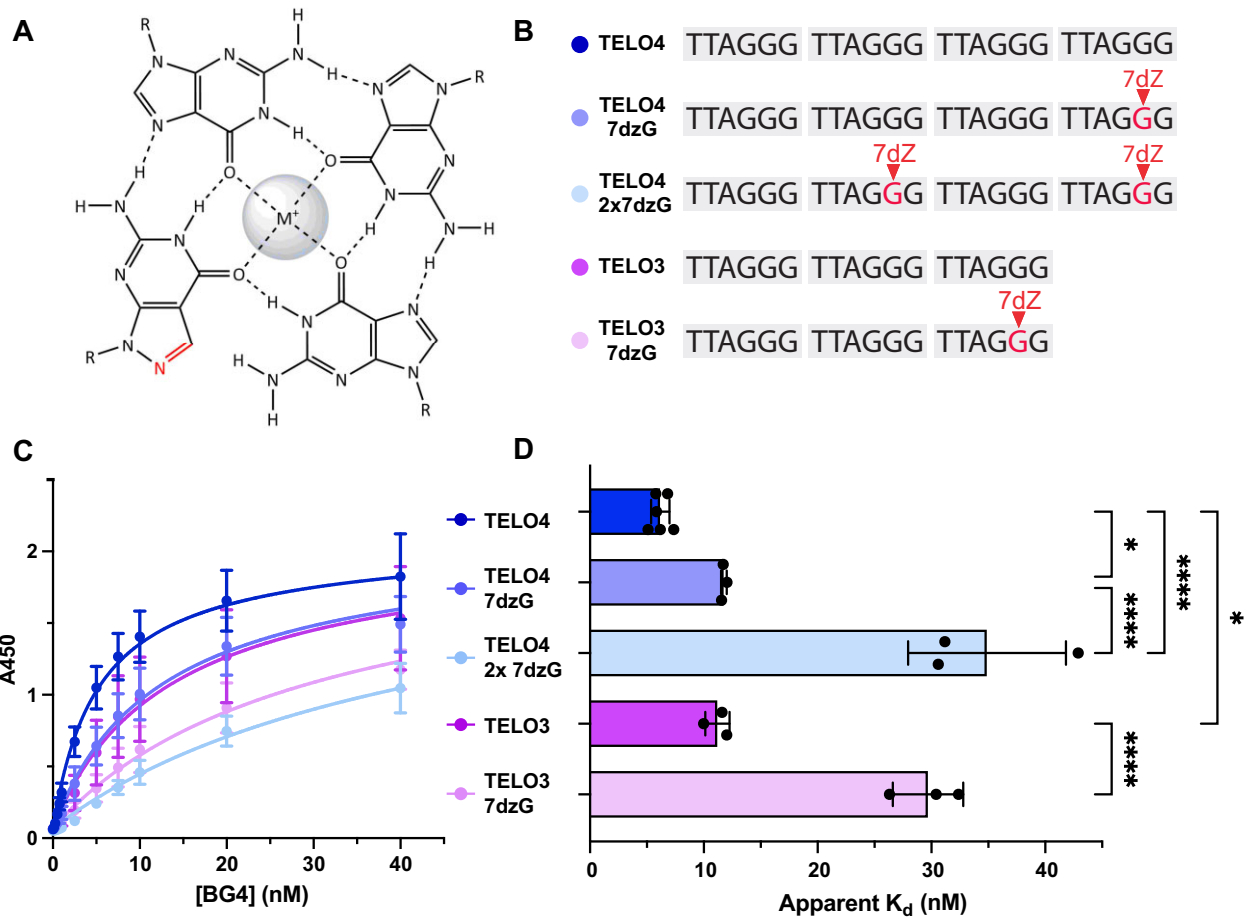 A
R
N
N
N
N
N
H
H
H
O
N
N
R
N
N
N
H
H
H
O
M+
H
H
N
N
H
N
O
N
N
R
O
H
N
N
N
N
R
H
N
H
B
TELO4 TTAGGG TTAGGG TTAGGG TTAGGG
7dZ
TELO4
7dzG
TTAGGG TTAGGG TTAGGG TTAGGG
7dZ 7dZ
TELO4
2x7dzG
TTAGGG TTAGGG TTAGGG TTAGGG
TELO3 TTAGGG TTAGGG TTAGGG
7dZ
TELO3
7dzG
TTAGGG TTAGGG TTAGGG
C
A450
2
1
0
0 10 20 30 40
[BG4] (nM)
TELO4
TELO4
7dzG
TELO4
2x 7dzG
TELO3
TELO3
7dzG
D
*
****
****
*
****
0 10 20 30 40
Apparent Kd (nM)